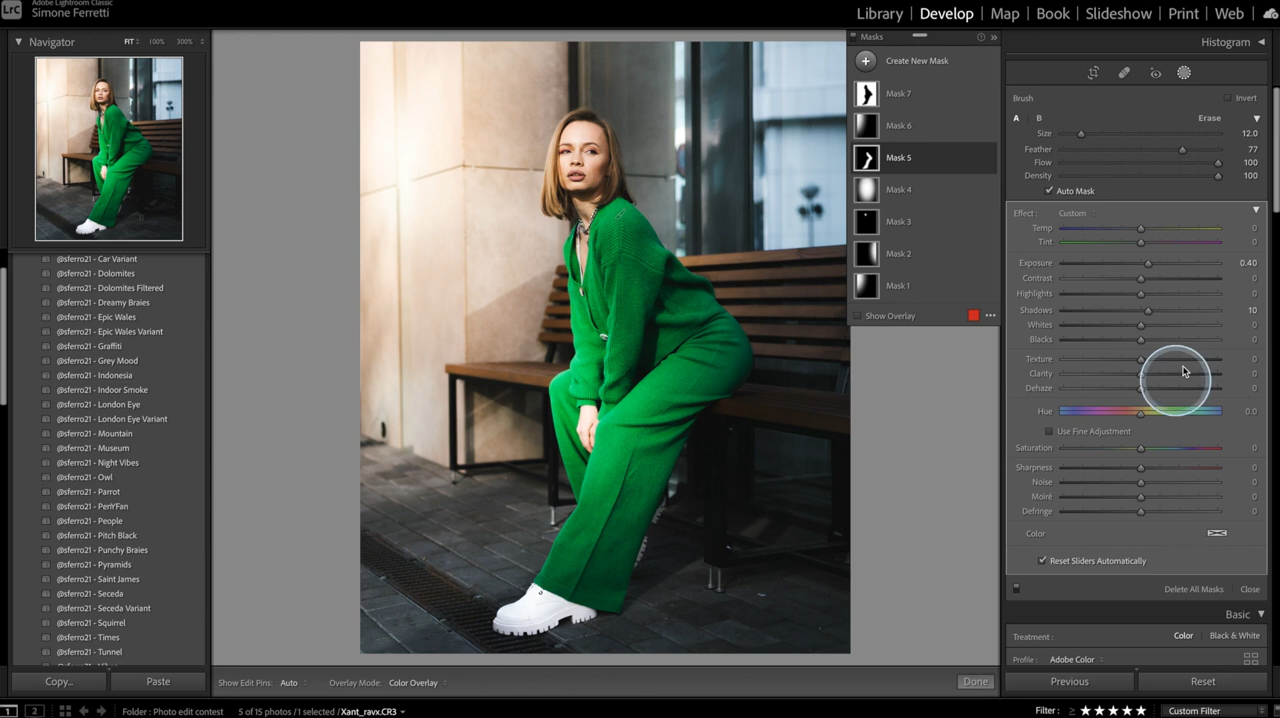 Lrc
Adobe Lightroom Classic
Simone Ferretti
Library | Develop | Map | Book | Slideshow | Print | Web
Navigator FIT 100% 300%
@sferro21 - Car Variant
@sferro21 - Dolomites
@sferro21 - Dolomites Filtered
@sferro21 - Dreamy Braies
@sferro21 - Epic Wales
@sferro21 - Epic Wales Variant
@sferro21 - Graffiti
@sferro21 - Grey Mood
@sferro21 - Indonesia
@sferro21 - Indoor Smoke
@sferro21 - London Eye
@sferro21 - London Eye Variant
@sferro21 - Mountain
@sferro21 - Museum
@sferro21 - Night Vibes
@sferro21 - Owl
@sferro21 - Parrot
@sferro21 - PenYFan
@sferro21 - People
@sferro21 - Pitch Black
@sferro21 - Punchy Braies
@sferro21 - Pyramids
@sferro21 - Saint James
@sferro21 - Seceda
@sferro21 - Seceda Variant
@sferro21 - Squirrel
@sferro21 - Times
@sferro21 - Tunnel
Copy... Paste
Masks
Create New Mask
Mask 7
Mask 6
Mask 5
Mask 4
Mask 3
Mask 2
Mask 1
Show Overlay
Histogram
Brush Invert
A B Erase
Size 12.0
Feather 77
Flow 100
Density 100
Auto Mask
Effect : Custom
Temp 0
Tint 0
Exposure 0.40
Contrast 0
Highlights 0
Shadows 10
Whites 0
Blacks 0
Texture 0
Clarity 0
Dehaze 0
Hue 0.0
Use Fine Adjustment
Saturation 0
Sharpness 0
Noise 0
Moiré 0
Defringe 0
Color
Reset Sliders Automatically
Delete All Masks Close
Basic
Treatment : Color Black & White
Profile : Adobe Color
Previous Reset
Show Edit Pins: Auto Overlay Mode: Color Overlay Done
1 2 Folder : Photo edit contest 5 of 15 photos / 1 selected / Xant_ravx.CR3 Filter : ≥ ★★★★★ Custom Filter